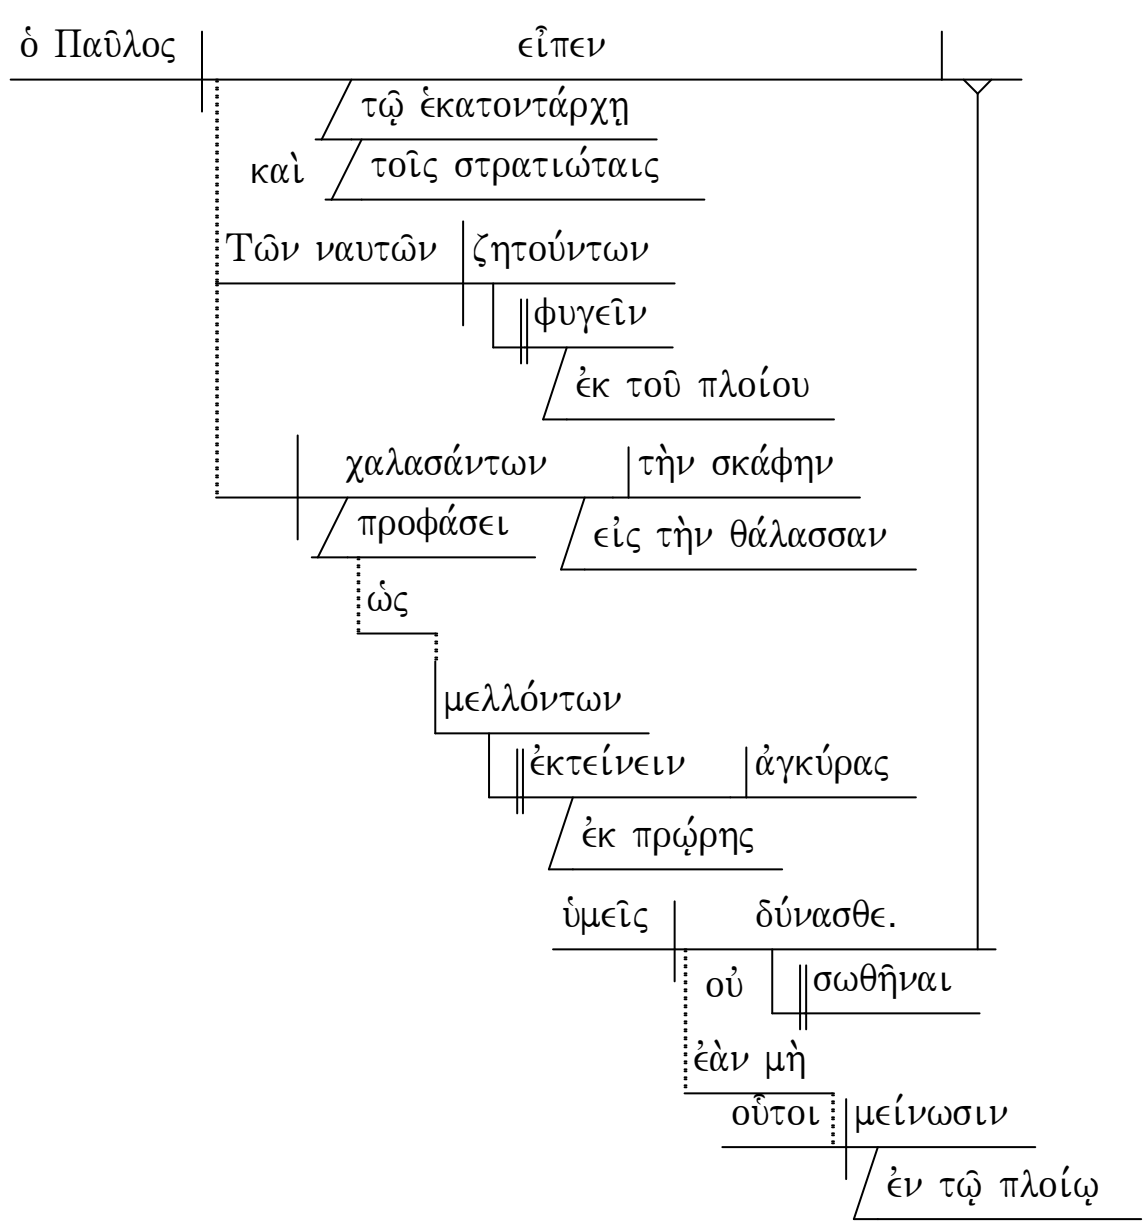 ὁ Παῦλος εἶπεν
τῷ ἑκατοντάρχῃ
καὶ τοῖς στρατιώταις
Τῶν ναυτῶν ζητούντων
φυγεῖν
ἐκ τοῦ πλοίου
χαλασάντων τὴν σκάφην
προφάσει εἰς τὴν θάλασσαν
ὡς
μελλόντων
ἐκτείνειν ἀγκύρας
ἐκ πρῴρης
ὑμεῖς δύνασθε.
οὐ σωθῆναι
ἐὰν μὴ
οὗτοι μείνωσιν
ἐν τῷ πλοίῳ